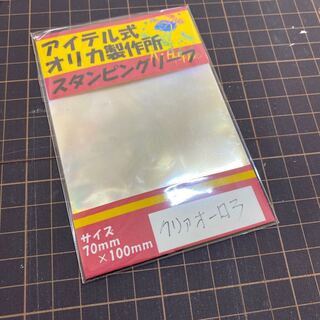 アイテル式
オリカ製作所
スタンピングリーフ
サイズ
70mm
×100mm
クリアオーロラ